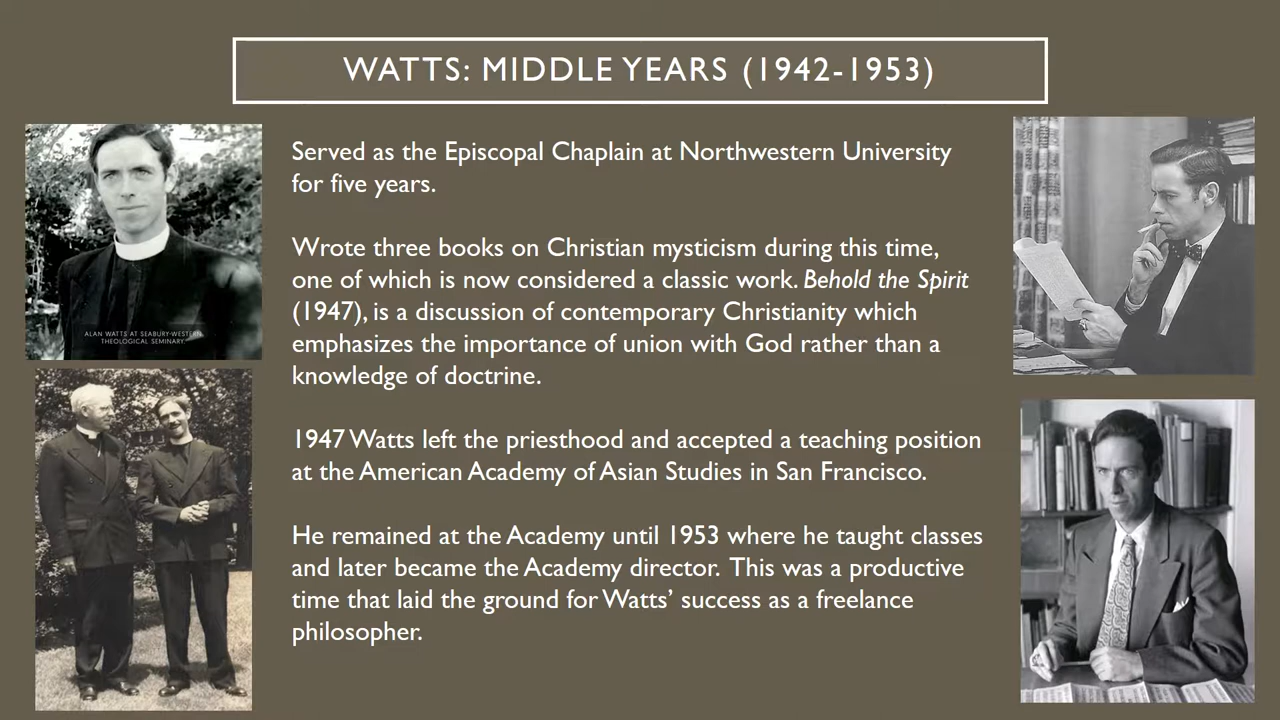 WATTS: MIDDLE YEARS (1942-1953)
ALAN WATTS AT SEABURY-WESTERN
THEOLOGICAL SEMINARY.
Served as the Episcopal Chaplain at Northwestern University
for five years.
Wrote three books on Christian mysticism during this time,
one of which is now considered a classic work. Behold the Spirit
(1947), is a discussion of contemporary Christianity which
emphasizes the importance of union with God rather than a
knowledge of doctrine.
1947 Watts left the priesthood and accepted a teaching position
at the American Academy of Asian Studies in San Francisco.
He remained at the Academy until 1953 where he taught classes
and later became the Academy director. This was a productive
time that laid the ground for Watts' success as a freelance
philosopher.